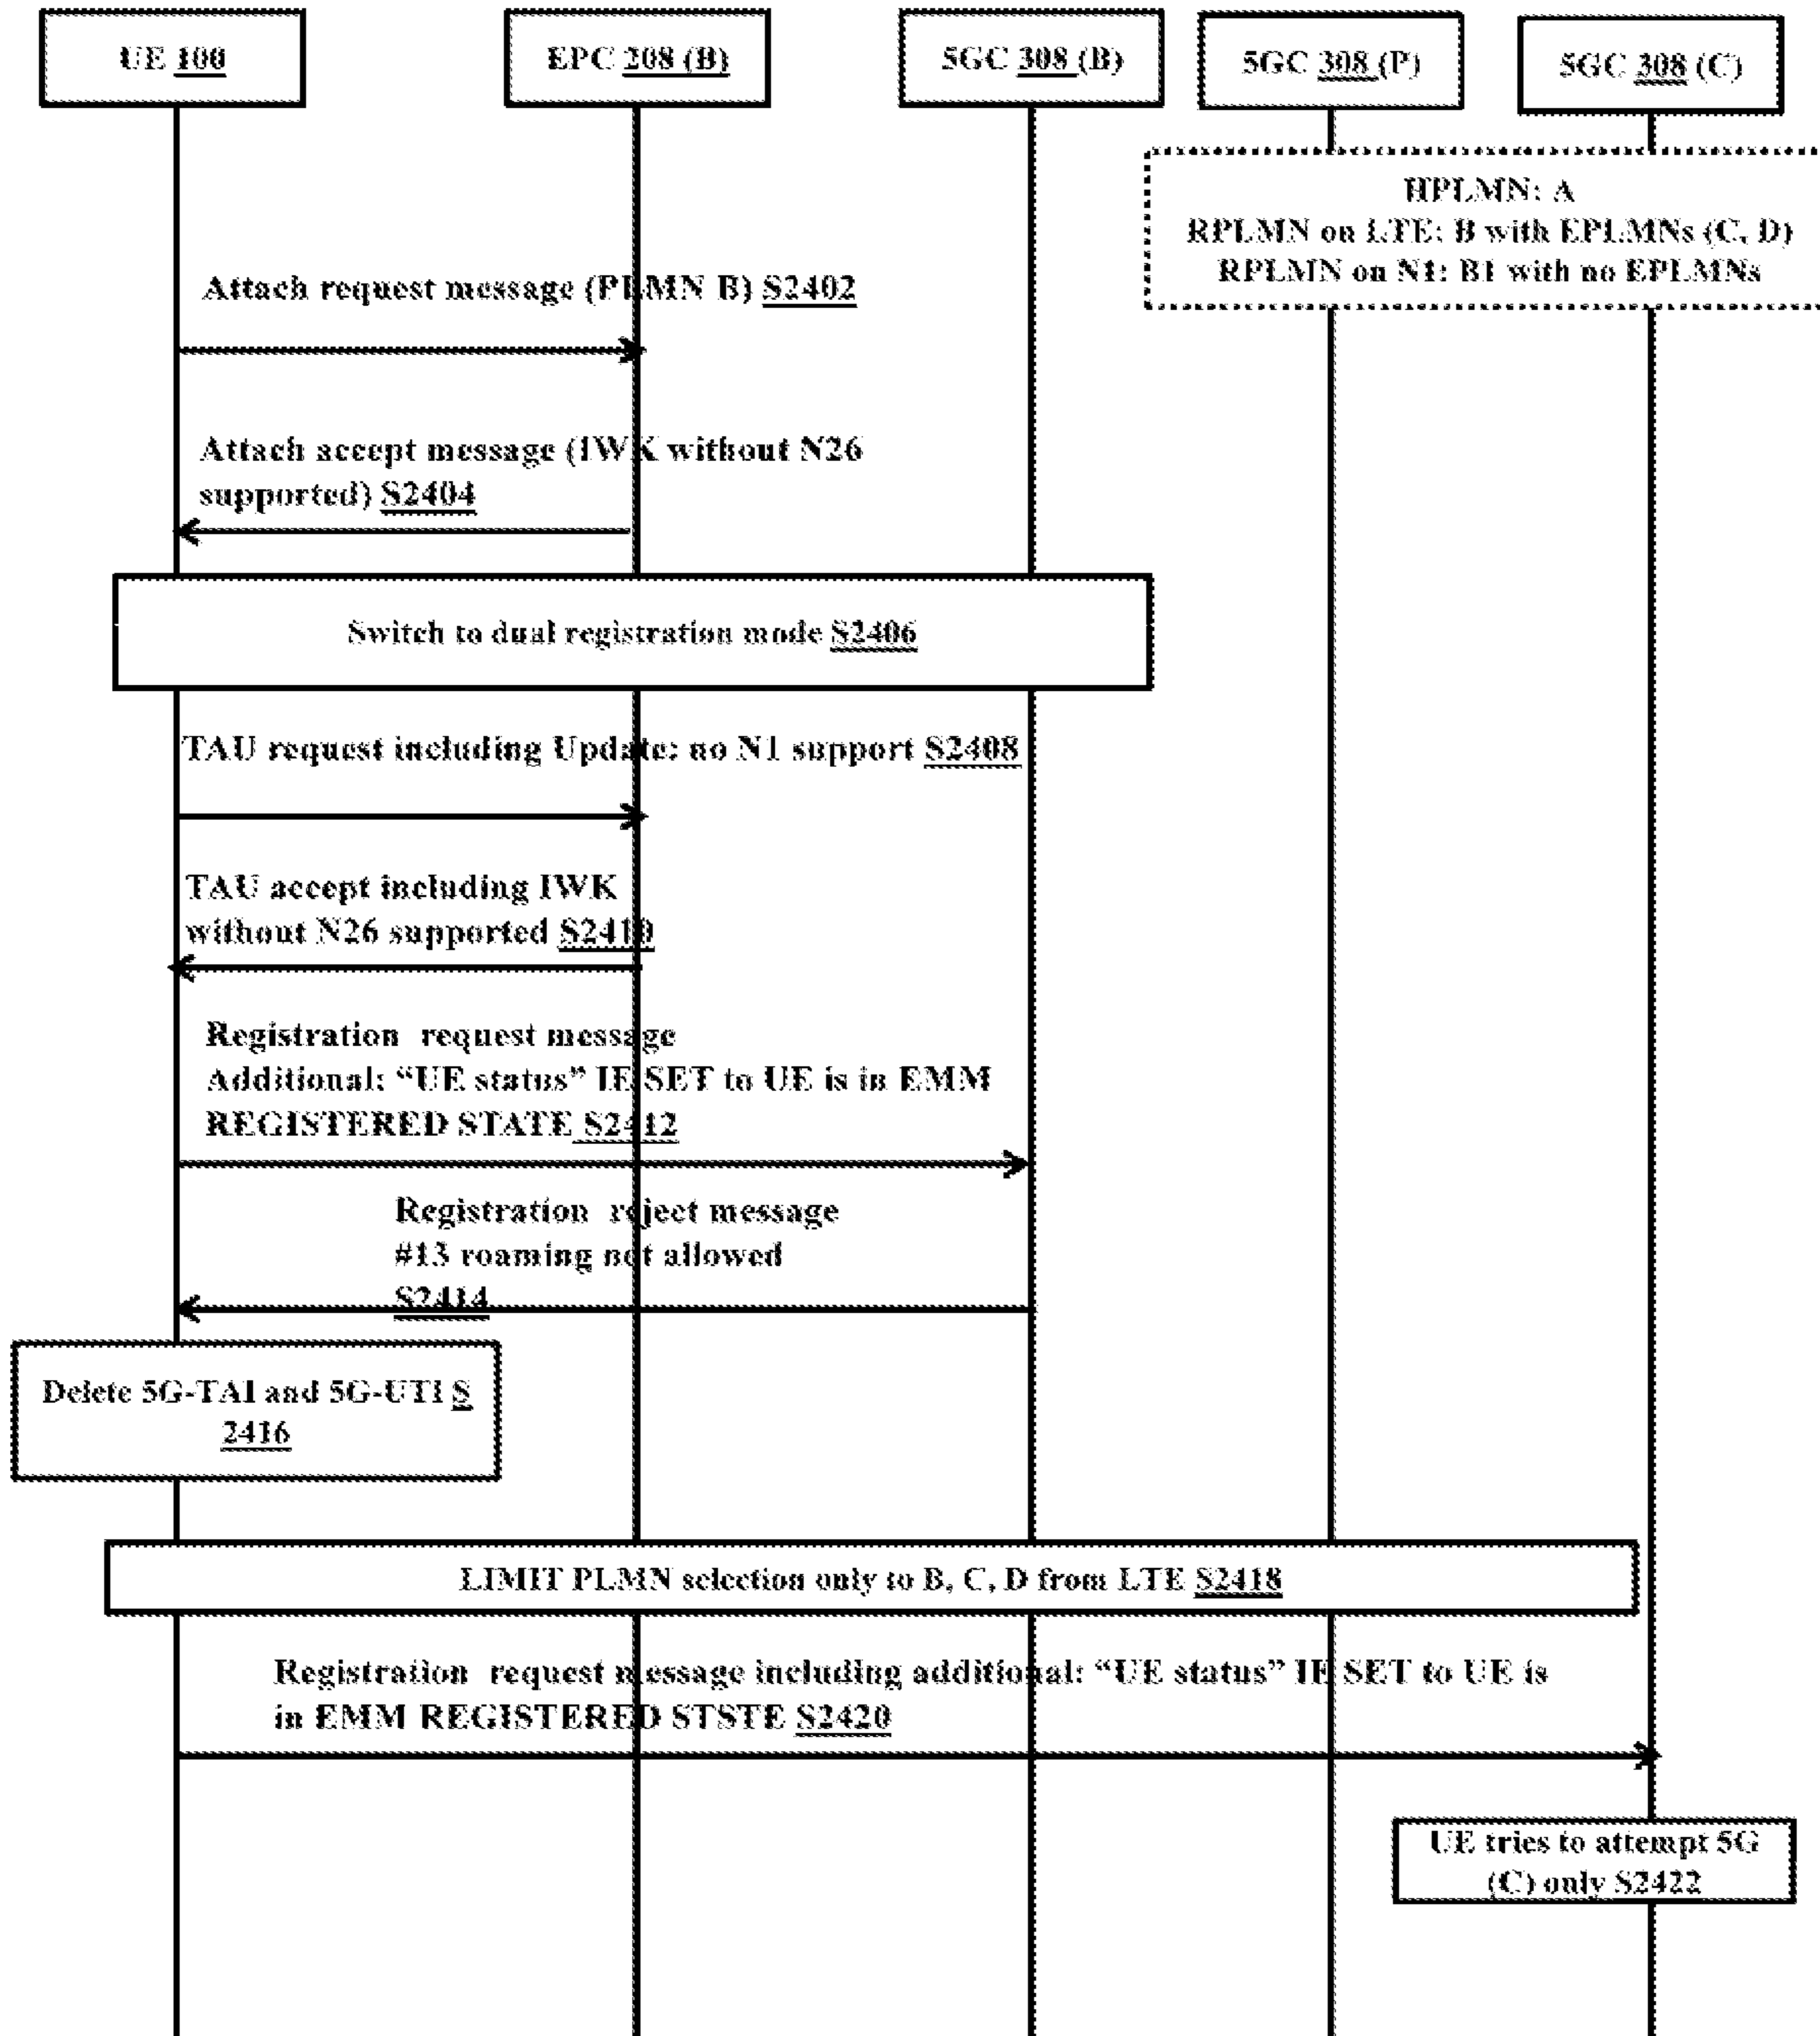 UE 100
EPC 208 (B)
5GC 308 (B)
5GC 308 (P)
5GC 308 (C)
HPLMN: A
RPLMN on LTE: B with EPLMNs (C, D)
RPLMN on N1: B1 with no EPLMNs
Attach request message (PLMN B) S2402
Attach accept message (IWK without N26
supported) S2404
Switch to dual registration mode S2406
TAU request including Update: no N1 support S2408
TAU accept including IWK
without N26 supported S2410
Registration request message
Additional: “UE status” IE SET to UE is in EMM
REGISTERED STATE S2412
Registration reject message
#13 roaming not allowed
S2414
Delete 5G-TAI and 5G-UTI S
2416
LIMIT PLMN selection only to B, C, D from LTE S2418
Registration request message including additional: “UE status” IE SET to UE is
in EMM REGISTERED STSTE S2420
UE tries to attempt 5G
(C) only S2422